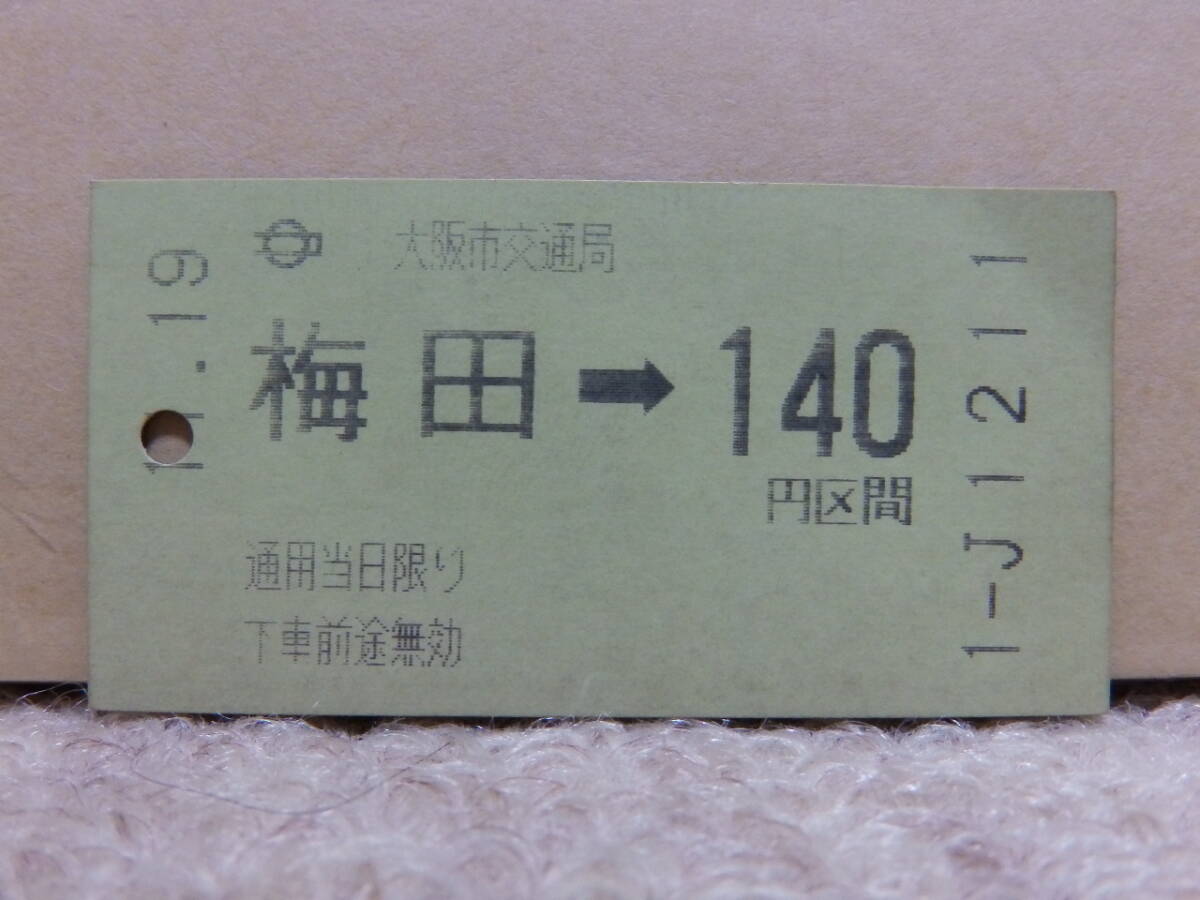 大阪市交通局
梅田➡140
円区間
通用当日限り
下車前途無効
.19
1-J1211